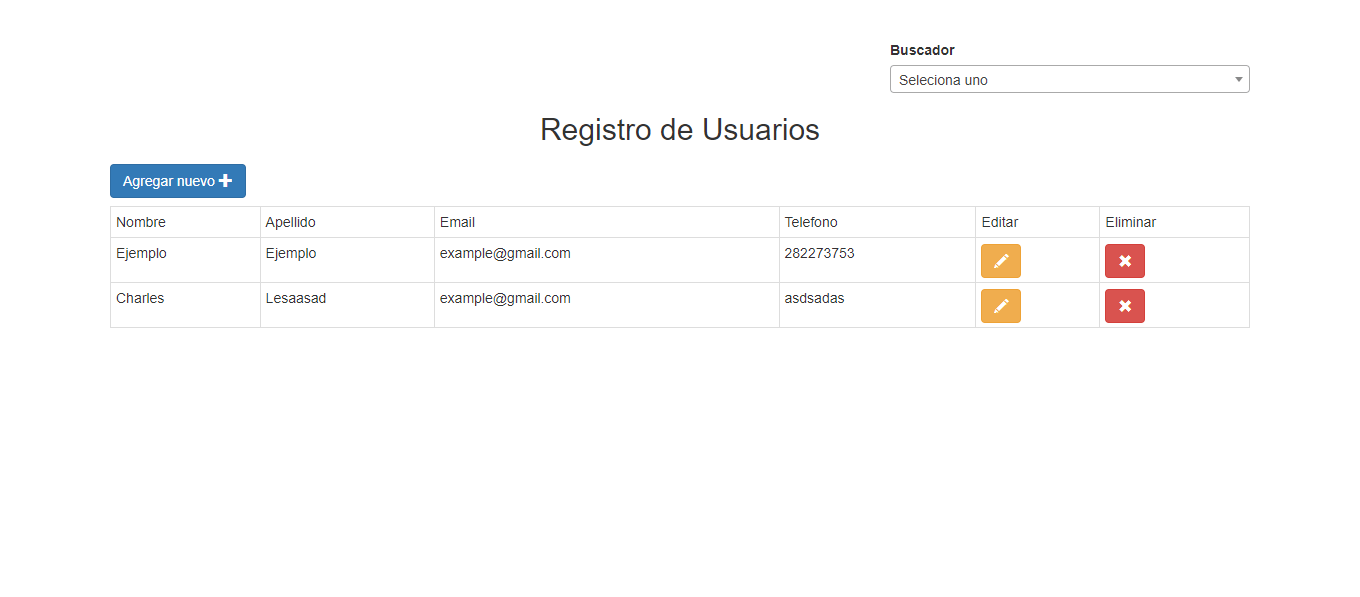 Buscador
Seleciona uno
Registro de Usuarios
Agregar nuevo
Nombre Apellido Email Telefono Editar Eliminar
Ejemplo Ejemplo example@gmail.com 282273753
Charles Lesaasad example@gmail.com asdsadas